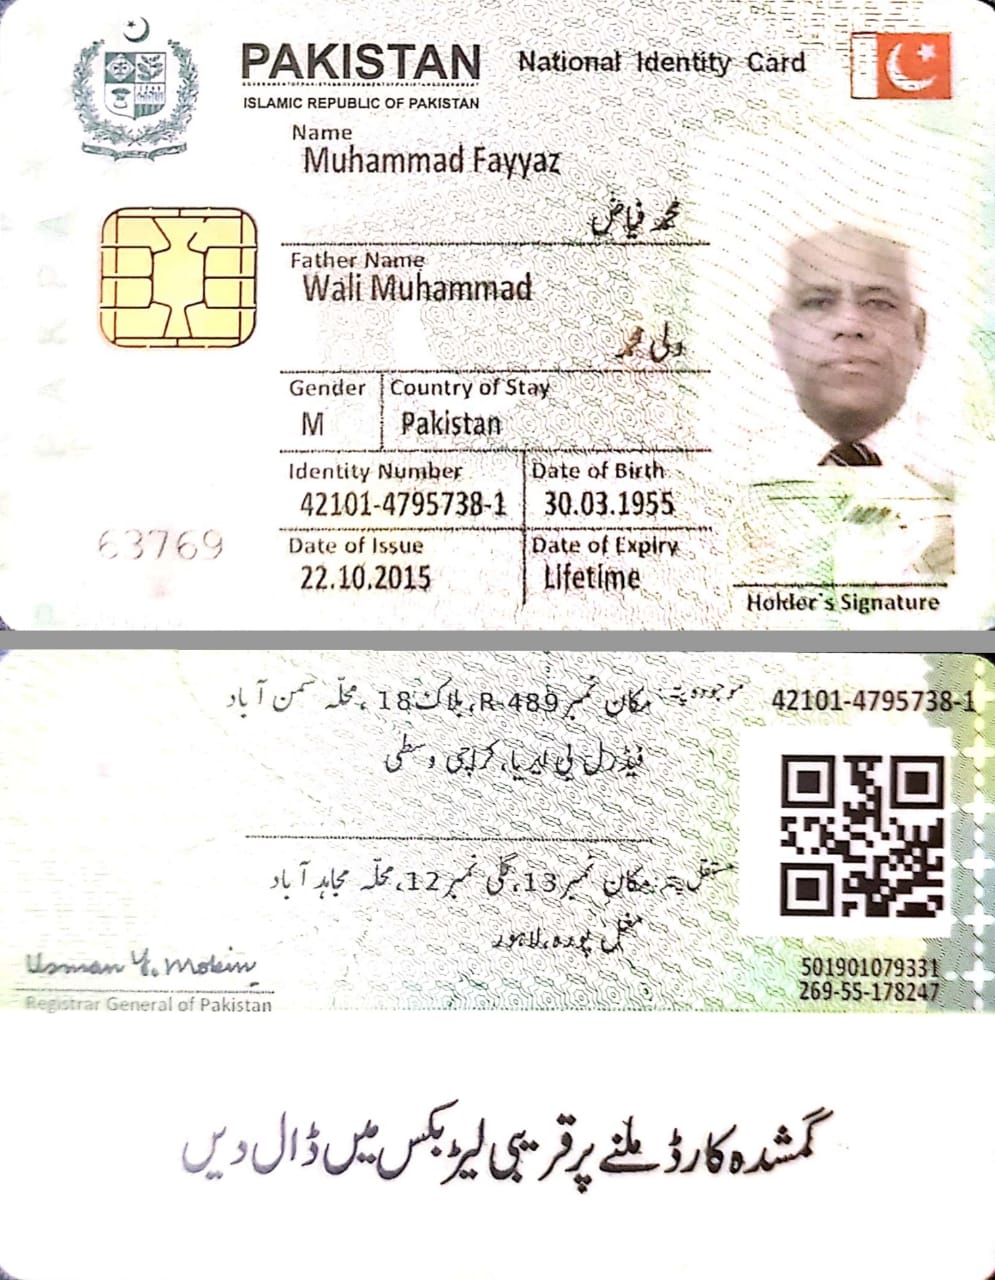 PAKISTAN National Identity Card
ISLAMIC REPUBLIC OF PAKISTAN
Name
Muhammad Fayyaz
محمد فیاض
Father Name
Wali Muhammad
ولی محمد
Gender Country of Stay
M Pakistan
Identity Number Date of Birth
42101-4795738-1 30.03.1955
Date of Issue Date of Expiry
22.10.2015 Lifetime
63769
Holder's Signature
42101-4795738-1
موجودہ پتہ: مکان نمبر R-489، بلاک 18، محلّہ سمن آباد
فیڈرل بی ایریا، کراچی وسطی
مستقل پتہ: مکان نمبر 13، گلی نمبر 12، محلّہ مجاہد آباد
مغل پورہ، لاہور
Usman Y. Mobin
Registrar General of Pakistan
501901079331
269-55-178247
گمشدہ کارڈ ملنے پر قریبی لیٹر بکس میں ڈال دیں